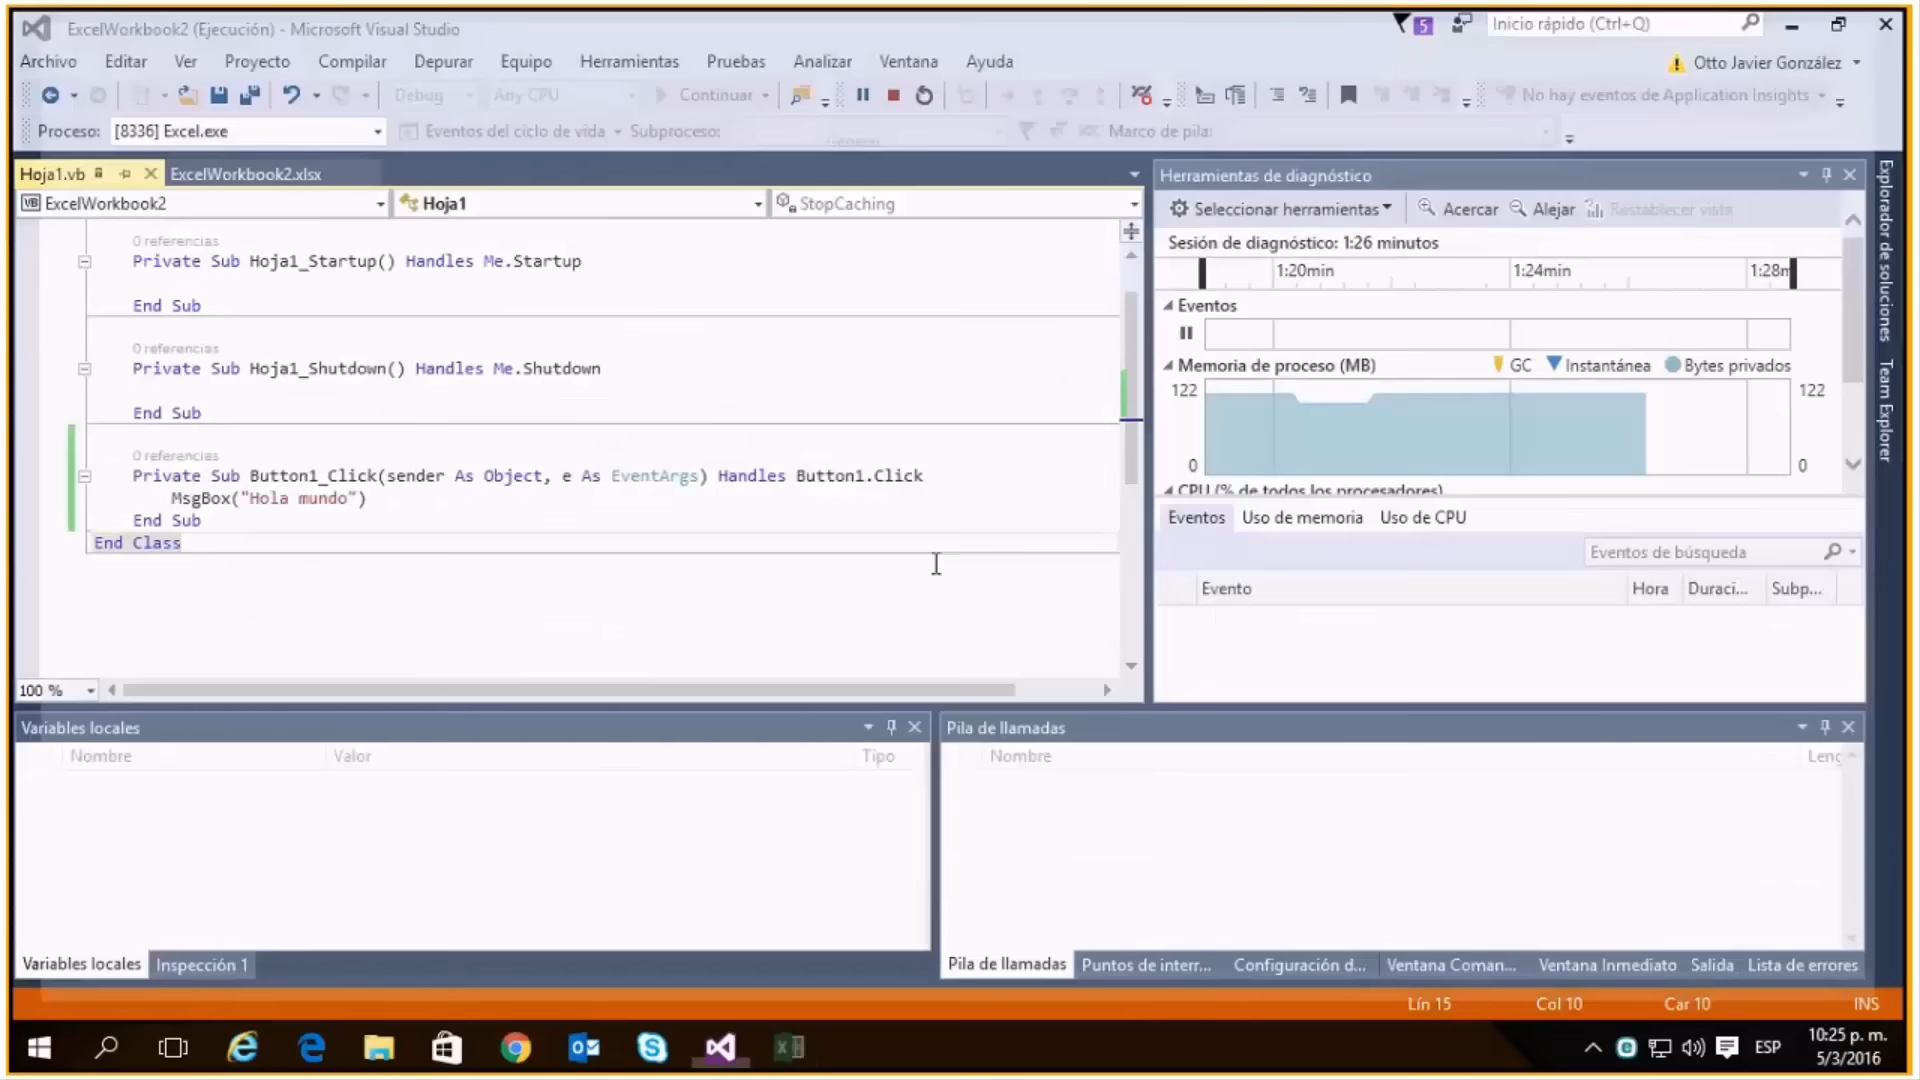 ExcelWorkbook2 (Ejecución) - Microsoft Visual Studio
5
Inicio rápido (Ctrl+Q)
Archivo Editar Ver Proyecto Compilar Depurar Equipo Herramientas Pruebas Analizar Ventana Ayuda
Otto Javier González
Debug Any CPU Continuar No hay eventos de Application Insights
Proceso: [8336] Excel.exe Eventos del ciclo de vida Subproceso: Marco de pila:
Hoja1.vb ExcelWorkbook2.xlsx
VB ExcelWorkbook2 Hoja1 StopCaching
0 referencias
Private Sub Hoja1_Startup() Handles Me.Startup
End Sub
0 referencias
Private Sub Hoja1_Shutdown() Handles Me.Shutdown
End Sub
0 referencias
Private Sub Button1_Click(sender As Object, e As EventArgs) Handles Button1.Click
MsgBox("Hola mundo")
End Sub
End Class
100 %
Herramientas de diagnóstico
Seleccionar herramientas Acercar Alejar Restablecer vista
Sesión de diagnóstico: 1:26 minutos
1:20min 1:24min 1:28m
Eventos
Memoria de proceso (MB) GC Instantánea Bytes privados
122 122
0 0
CPU (% de todos los procesadores)
Eventos Uso de memoria Uso de CPU
Eventos de búsqueda
Evento Hora Duraci... Subp...
Explorador de soluciones
Team Explorer
Variables locales
Nombre Valor Tipo
Variables locales Inspección 1
Pila de llamadas
Nombre Leng
Pila de llamadas Puntos de interr... Configuración d... Ventana Coman... Ventana Inmediato Salida Lista de errores
Lín 15 Col 10 Car 10 INS
ESP
10:25 p. m.
5/3/2016